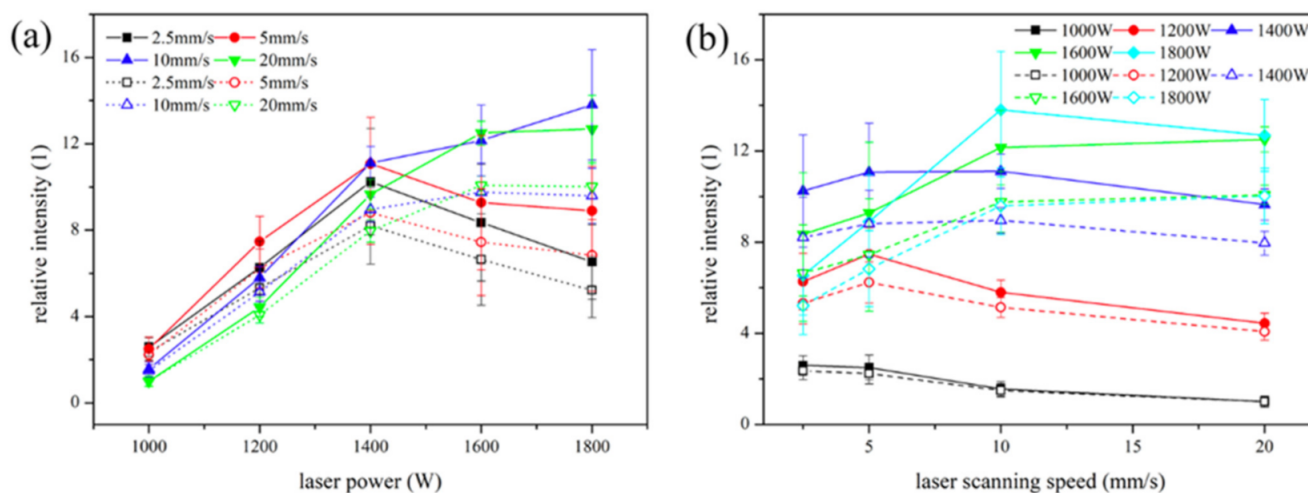 (a)
2.5mm/s 5mm/s
10mm/s 20mm/s
2.5mm/s 5mm/s
10mm/s 20mm/s
16
12
8
4
0
relative intensity (1)
1000 1200 1400 1600 1800
laser power (W)
(b)
1000W 1200W 1400W
1600W 1800W
1000W 1200W 1400W
1600W 1800W
16
12
8
4
0
relative intensity (1)
5 10 15 20
laser scanning speed (mm/s)